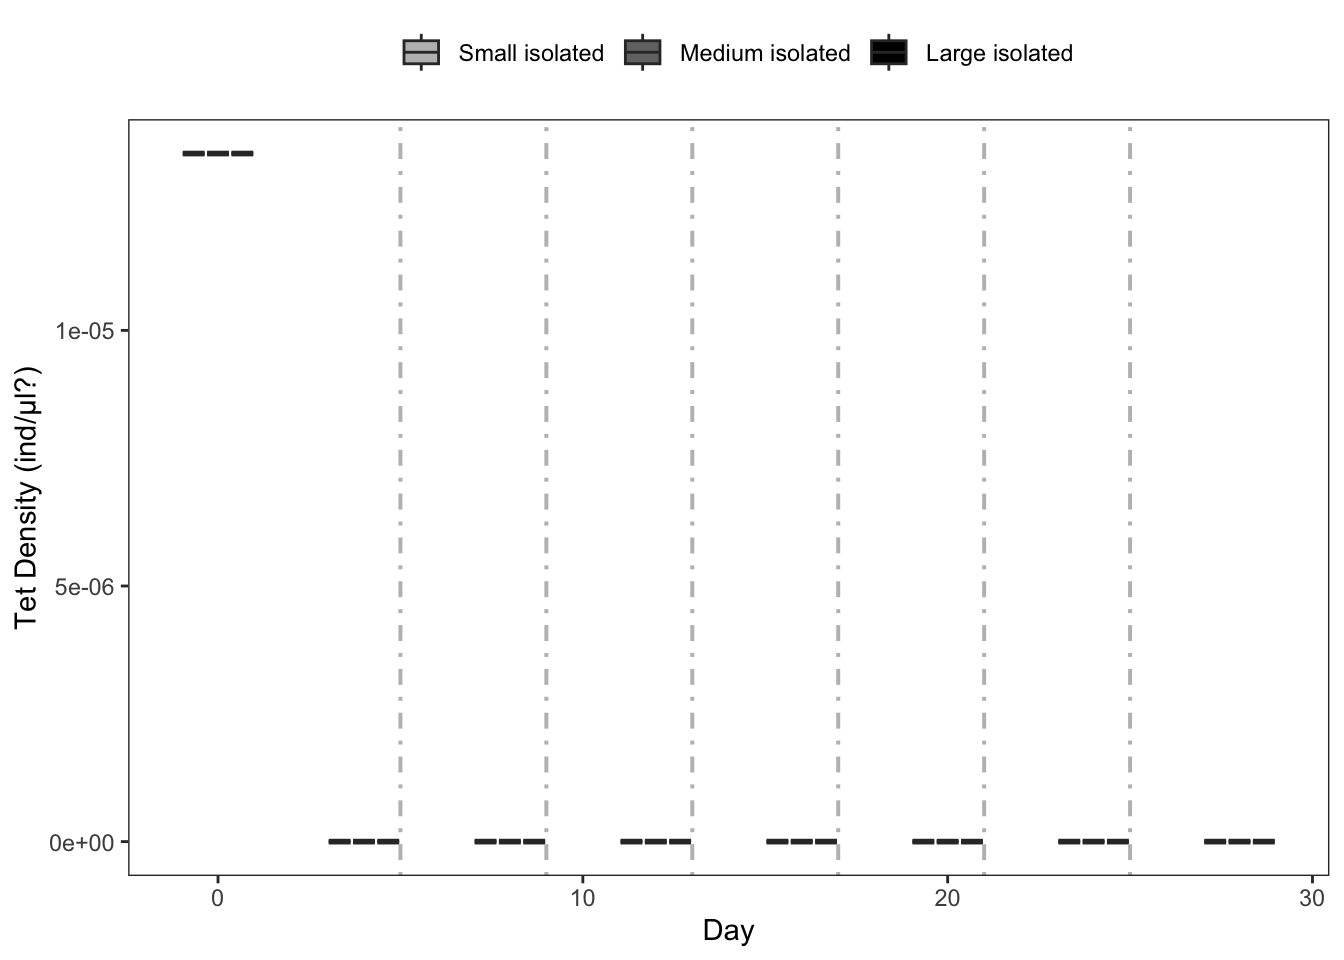 Small isolated Medium isolated Large isolated
1e-05
5e-06
0e+00
Tet Density (ind/µl?)
0 10 20 30
Day